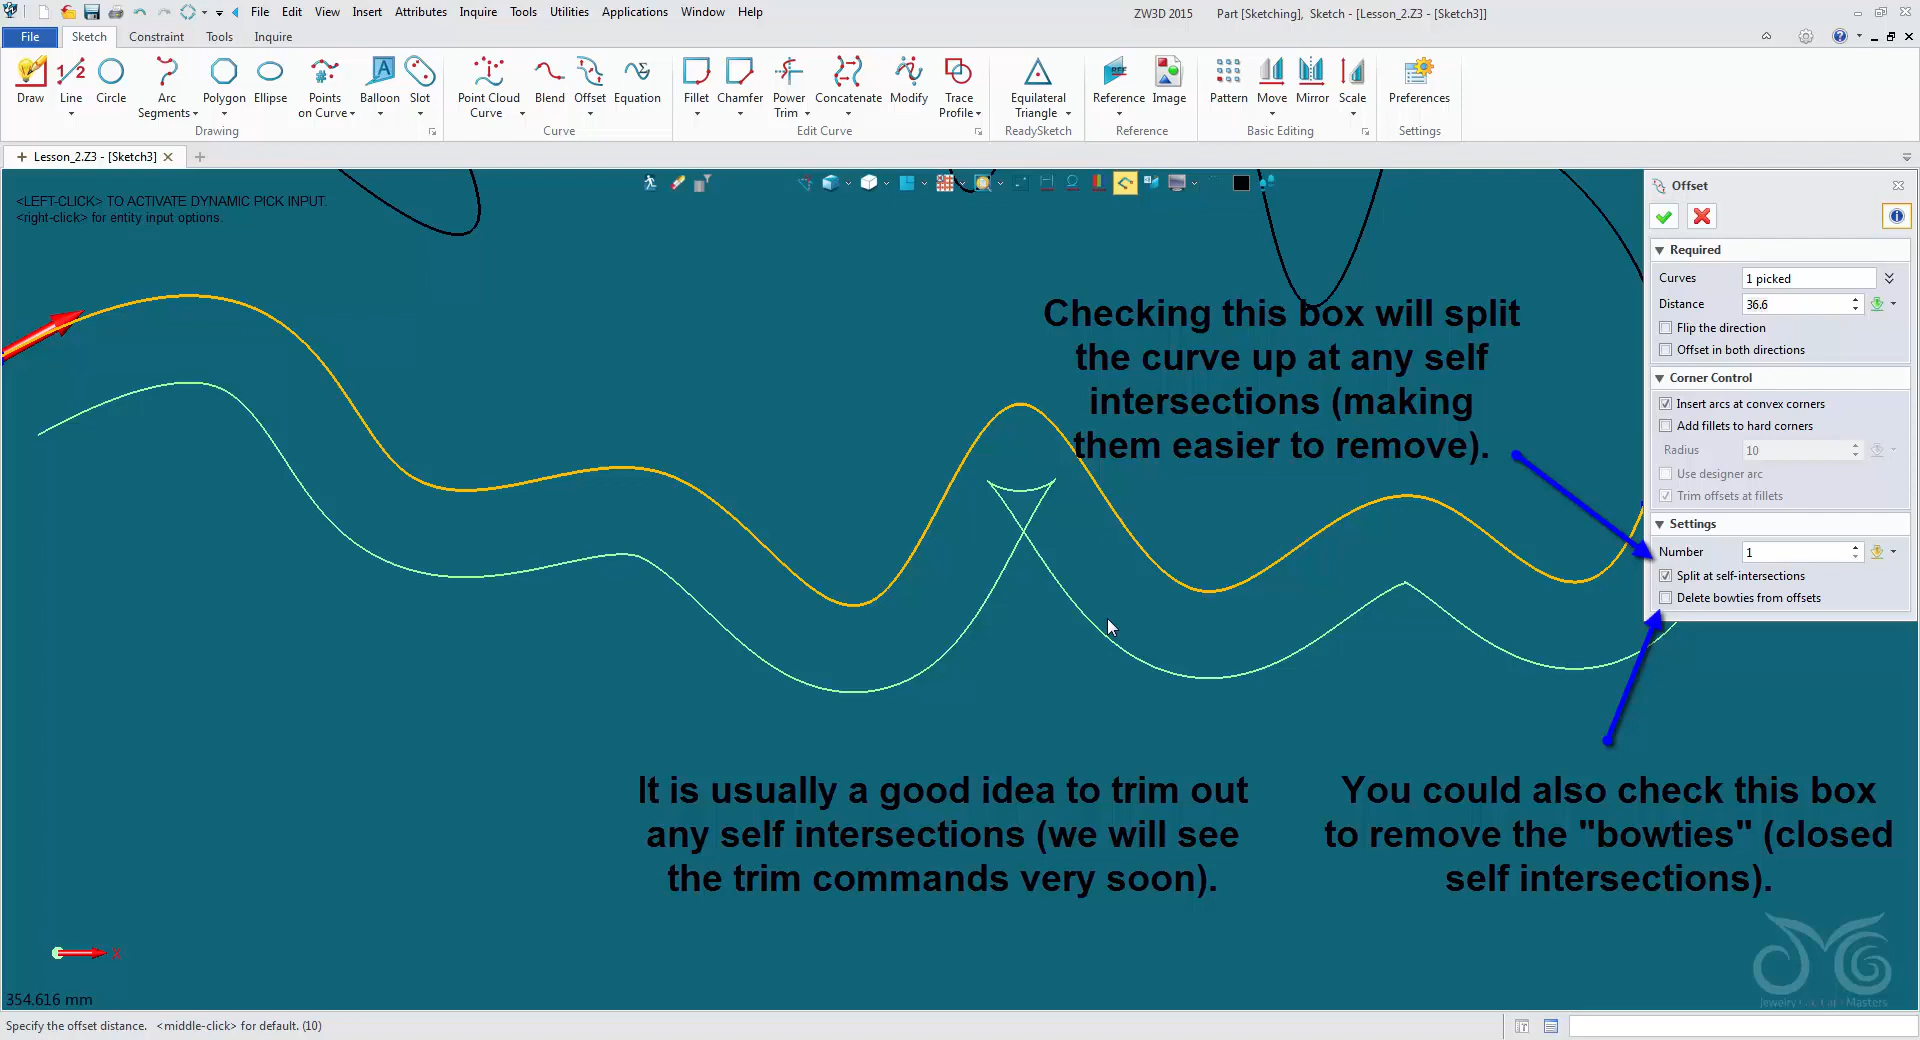 File Edit View Insert Attributes Inquire Tools Utilities Applications Window Help
ZW3D 2015 Part [Sketching], Sketch - [Lesson_2.Z3 - [Sketch3]]
File Sketch Constraint Tools Inquire
Draw Line Circle Arc Segments Polygon Ellipse Points on Curve Balloon Slot
Drawing
Point Cloud Curve Blend Offset Equation
Curve
Fillet Chamfer Power Trim Concatenate Modify Trace Profile
Edit Curve
Equilateral Triangle
ReadySketch
REF
Reference Image
Reference
Pattern Move Mirror Scale
Basic Editing
Preferences
Settings
Lesson_2.Z3 - [Sketch3]
<LEFT-CLICK> TO ACTIVATE DYNAMIC PICK INPUT.
<right-click> for entity input options.
Offset
Required
Curves 1 picked
Distance 36.6
Flip the direction
Offset in both directions
Corner Control
Insert arcs at convex corners
Add fillets to hard corners
Radius 10
Use designer arc
Trim offsets at fillets
Settings
Number 1
Split at self-intersections
Delete bowties from offsets
Checking this box will split
the curve up at any self
intersections (making
them easier to remove).
It is usually a good idea to trim out
any self intersections (we will see
the trim commands very soon).
You could also check this box
to remove the "bowties" (closed
self intersections).
X
354.616 mm
Jewelry Masters
Specify the offset distance. <middle-click> for default. (10)